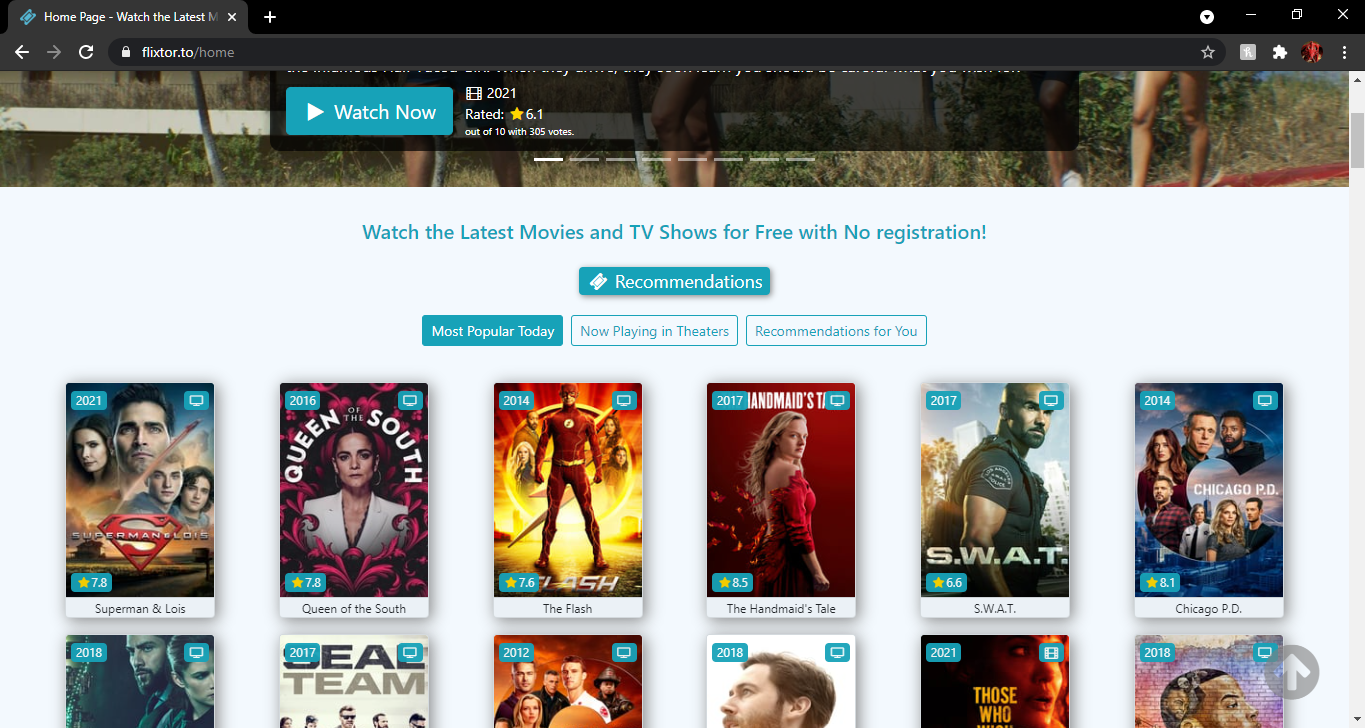 Home Page - Watch the Latest M
flixtor.to/home
Watch Now
2021
Rated: 6.1
out of 10 with 305 votes.
Watch the Latest Movies and TV Shows for Free with No registration!
Recommendations
Most Popular Today
Now Playing in Theaters
Recommendations for You
2021
SUPERMAN & LOIS
7.8
Superman & Lois
2016
QUEEN OF THE SOUTH
7.8
Queen of the South
2014
FLASH
7.6
The Flash
2017
HANDMAID'S TA
8.5
The Handmaid's Tale
2017
LOS ANGELES
POLICE
S.W.A.T.
6.6
S.W.A.T.
2014
CHICAGO P.D.
8.1
Chicago P.D.
2018
2017
SEAL
TEAM
2012
2018
2021
THOSE
WHO
2018